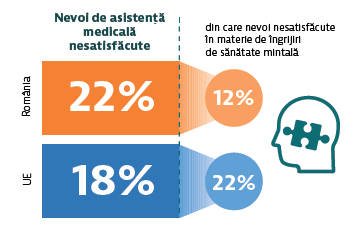 Nevoi de asistență
medicală
nesatisfăcute
din care nevoi nesatisfăcute
în materie de îngrijiri
de sănătate mintală
România
22%
12%
UE
18%
22%